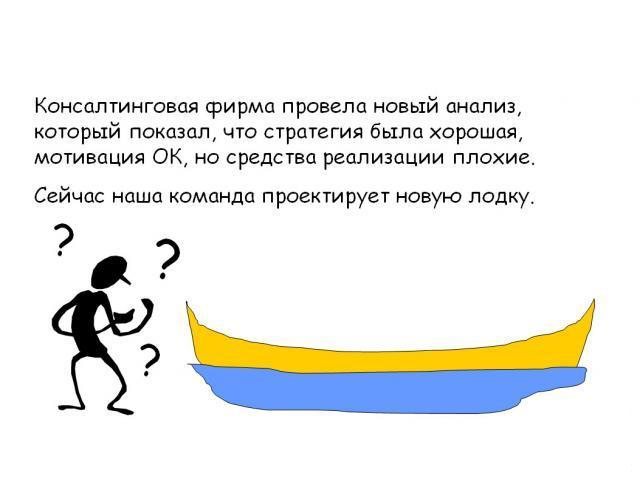 Консалтинговая фирма провела новый анализ,
который показал, что стратегия была хорошая,
мотивация ОК, но средства реализации плохие.
Сейчас наша команда проектирует новую лодку.
?
?
?